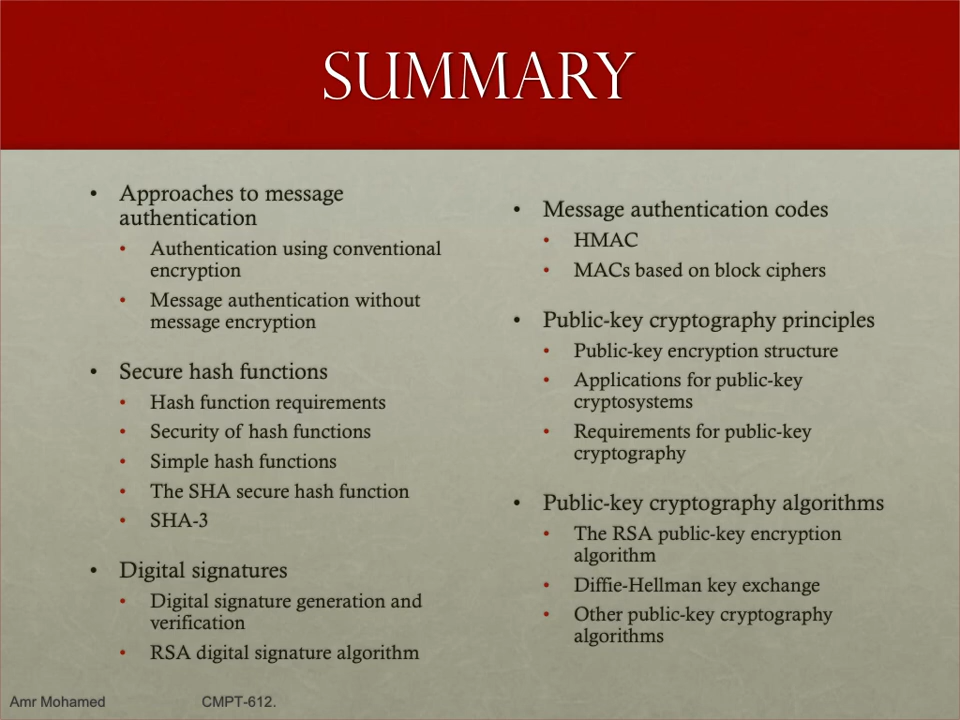 SUMMARY
• Approaches to message
authentication
• Authentication using conventional
encryption
• Message authentication without
message encryption
• Secure hash functions
• Hash function requirements
• Security of hash functions
• Simple hash functions
• The SHA secure hash function
• SHA-3
• Digital signatures
• Digital signature generation and
verification
• RSA digital signature algorithm
• Message authentication codes
• HMAC
• MACs based on block ciphers
• Public-key cryptography principles
• Public-key encryption structure
• Applications for public-key
cryptosystems
• Requirements for public-key
cryptography
• Public-key cryptography algorithms
• The RSA public-key encryption
algorithm
• Diffie-Hellman key exchange
• Other public-key cryptography
algorithms
Amr Mohamed CMPT-612.